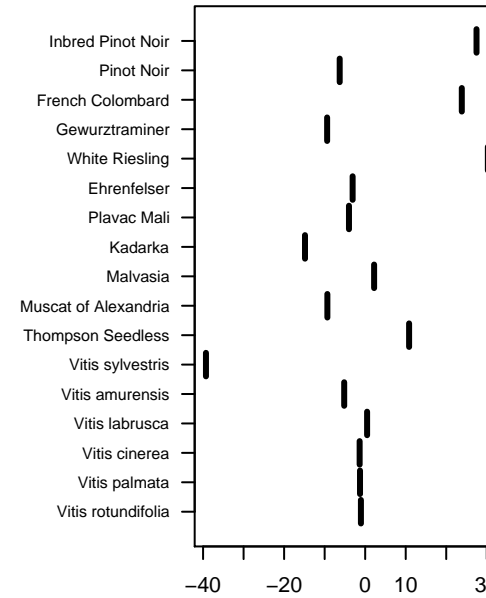 Inbred Pinot Noir
Pinot Noir
French Colombard
Gewurztraminer
White Riesling
Ehrenfelser
Plavac Mali
Kadarka
Malvasia
Muscat of Alexandria
Thompson Seedless
Vitis sylvestris
Vitis amurensis
Vitis labrusca
Vitis cinerea
Vitis palmata
Vitis rotundifolia
−40 −20 0 10 3